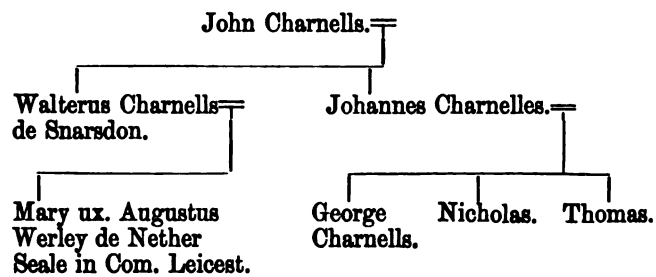 John Charnells.
Walterus Charnells
de Snarsdon.
Johannes Charnelles.
Mary ux. Augustus
Werley de Nether
Seale in Com. Leicest.
George
Charnells.
Nicholas.
Thomas.